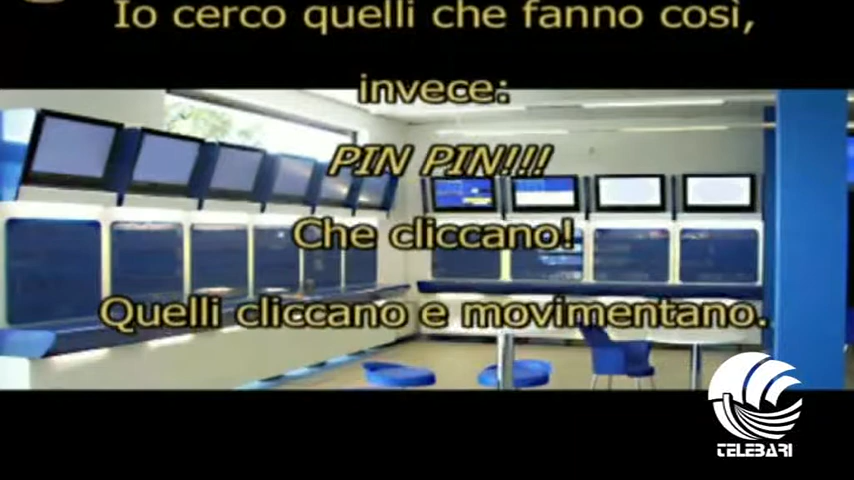 Io cerco quelli che fanno così,
invece:
PIN PIN!!!
Che cliccano!
Quelli cliccano e movimentano.
TELEBARI